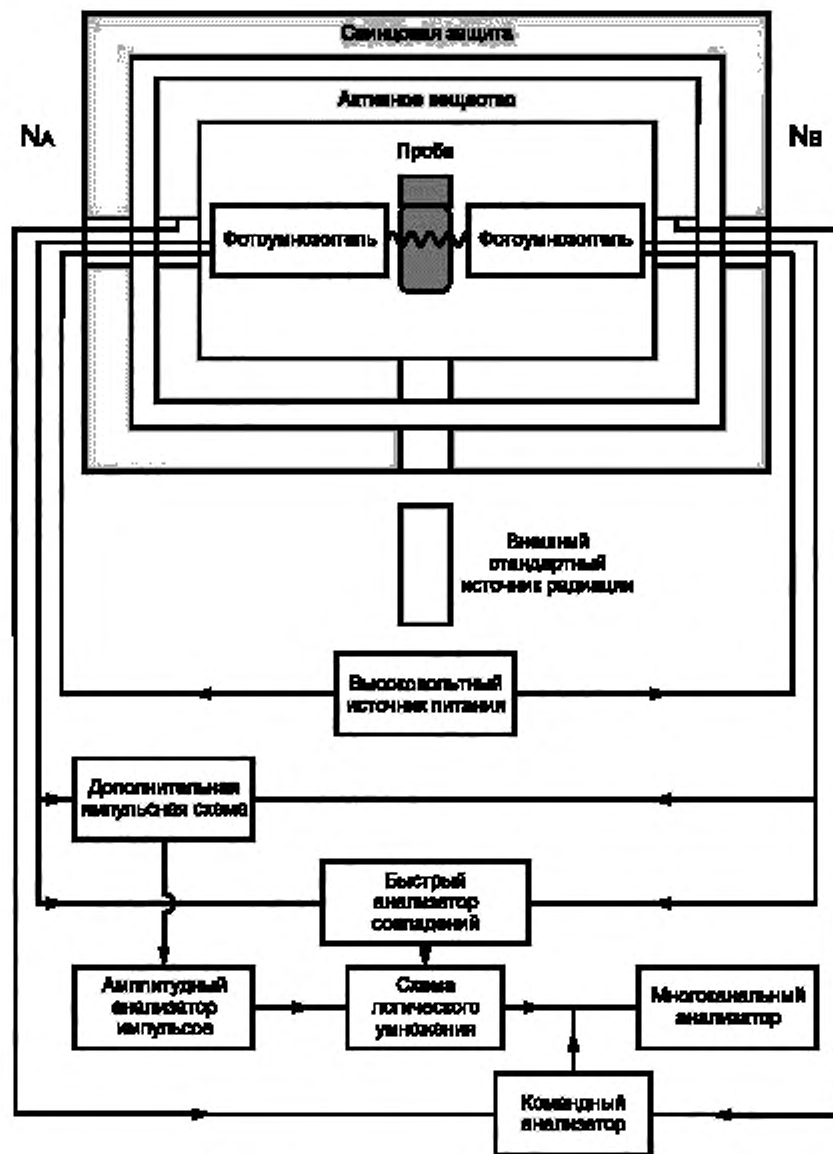 Свинцовая защита
Активное вещество
NA
NB
Проба
Фотоумножитель
Фотоумножитель
Внешний
стандартный
источник радиации
Высоковольтный
источник питания
Дополнительная
импульсная схема
Быстрый
анализатор
совпадений
Амплитудный
анализатор
импульсов
Схема
логического
умножения
Многоканальный
анализатор
Командный
анализатор